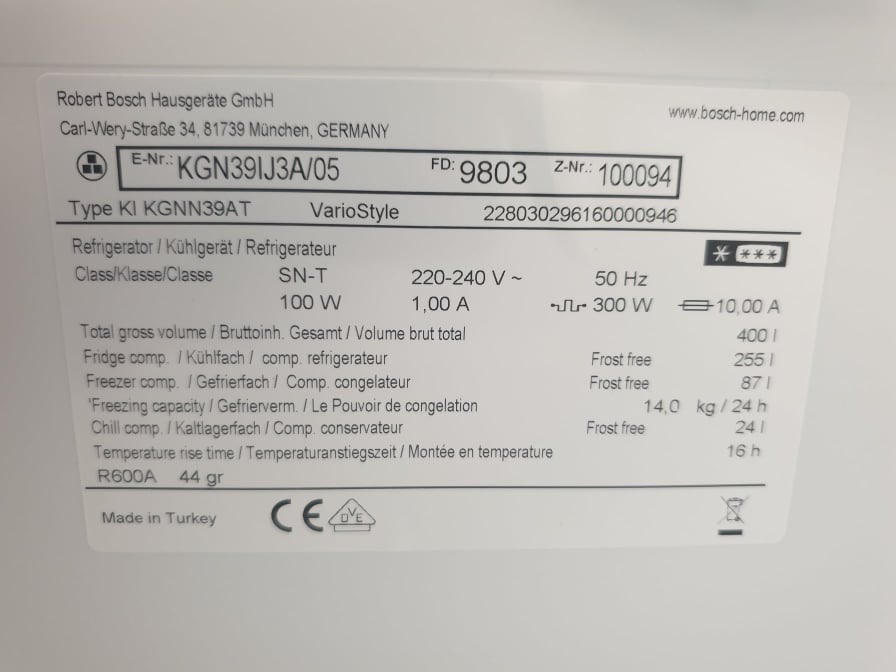 Robert Bosch Hausgeräte GmbH
www.bosch-home.com
Carl-Wery-Straße 34, 81739 München, GERMANY
E-Nr.: KGN39IJ3A/05 FD: 9803 Z-Nr.: 100094
Type KI KGNN39AT VarioStyle 228030296160000946
Refrigerator / Kühlgerät / Refrigerateur
Class/Klasse/Classe SN-T 220-240 V ~ 50 Hz
100 W 1,00 A 300 W 10,00 A
Total gross volume / Bruttoinh. Gesamt / Volume brut total 400 l
Fridge comp. / Kühlfach / comp. refrigerateur Frost free 255 l
Freezer comp. / Gefrierfach / Comp. congelateur Frost free 87 l
'Freezing capacity / Gefrierverm. / Le Pouvoir de congelation 14,0 kg / 24 h
Chill comp. / Kaltlagerfach / Comp. conservateur Frost free 24 l
Temperature rise time / Temperaturanstiegszeit / Montée en temperature 16 h
R600A 44 gr
Made in Turkey CE DVE